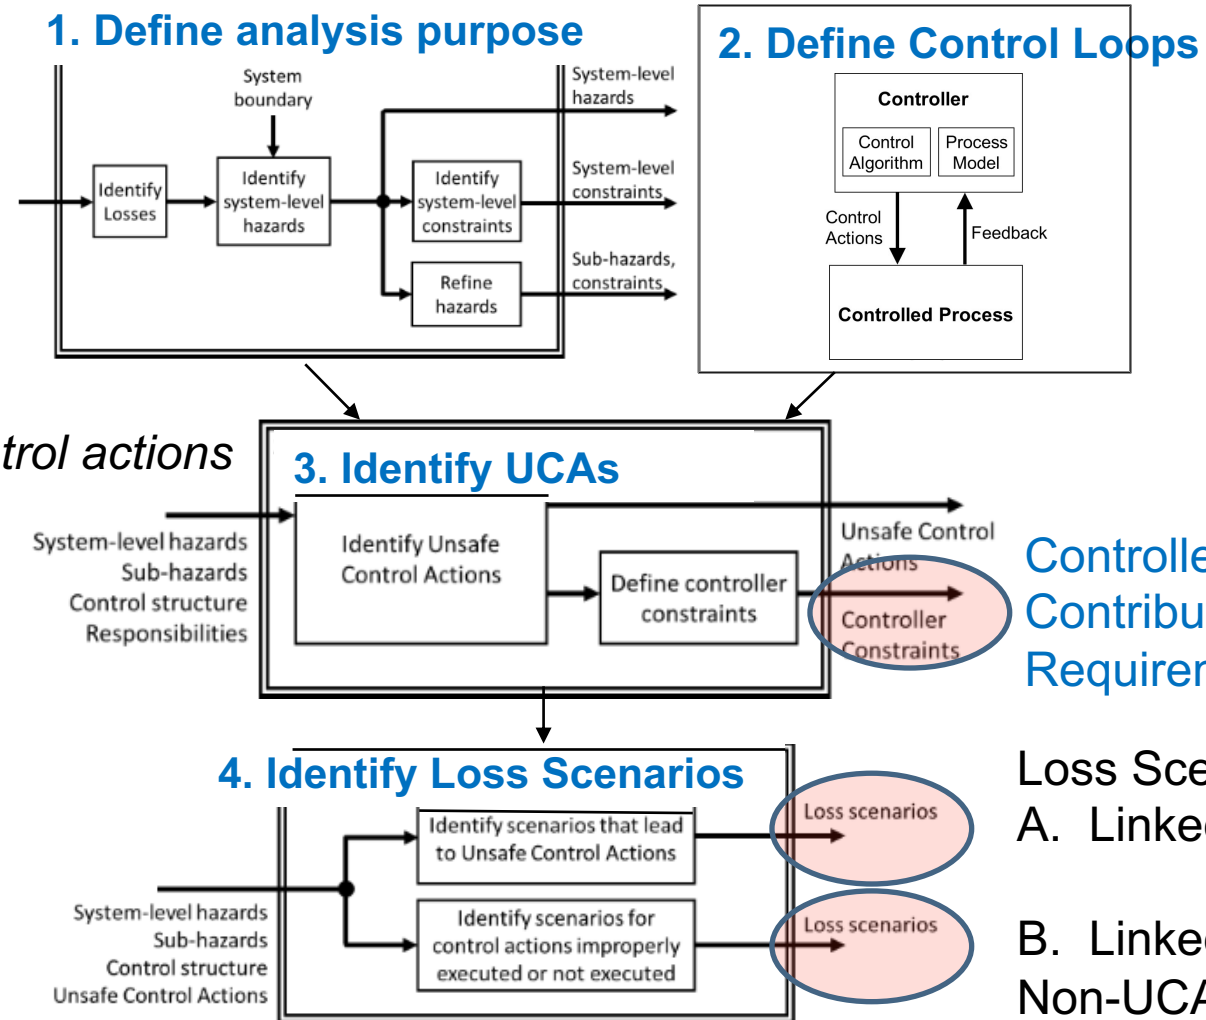 1. Define analysis purpose
System
boundary
Identify
Losses
Identify
system-level
hazards
Identify
system-level
constraints
Refine
hazards
System-level
hazards
System-level
constraints
Sub-hazards,
constraints
2. Define Control Loops
Controller
Control
Algorithm
Process
Model
Control
Actions
Feedback
Controlled Process
trol actions
3. Identify UCAs
System-level hazards
Sub-hazards
Control structure
Responsibilities
Identify Unsafe
Control Actions
Define controller
constraints
Unsafe Control
Actions
Controller
Constraints
Controlle
Contribu
Requirer
4. Identify Loss Scenarios
System-level hazards
Sub-hazards
Control structure
Unsafe Control Actions
Identify scenarios that lead
to Unsafe Control Actions
Identify scenarios for
control actions improperly
executed or not executed
Loss scenarios
Loss scenarios
Loss Sce
A. Linke
B. Linke
Non-UCA